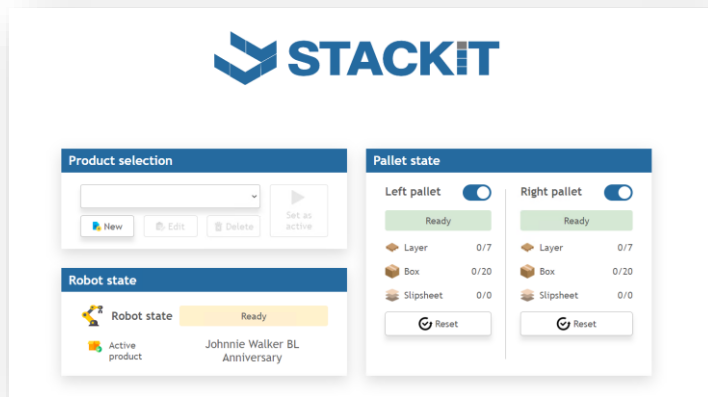 STACKIT
Product selection
New
Edit
Delete
Set as
active
Robot state
Robot state
Ready
Active
product
Johnnie Walker BL
Anniversary
Pallet state
Left pallet
Ready
Layer 0/7
Box 0/20
Slipsheet 0/0
Reset
Right pallet
Ready
Layer 0/7
Box 0/20
Slipsheet 0/0
Reset